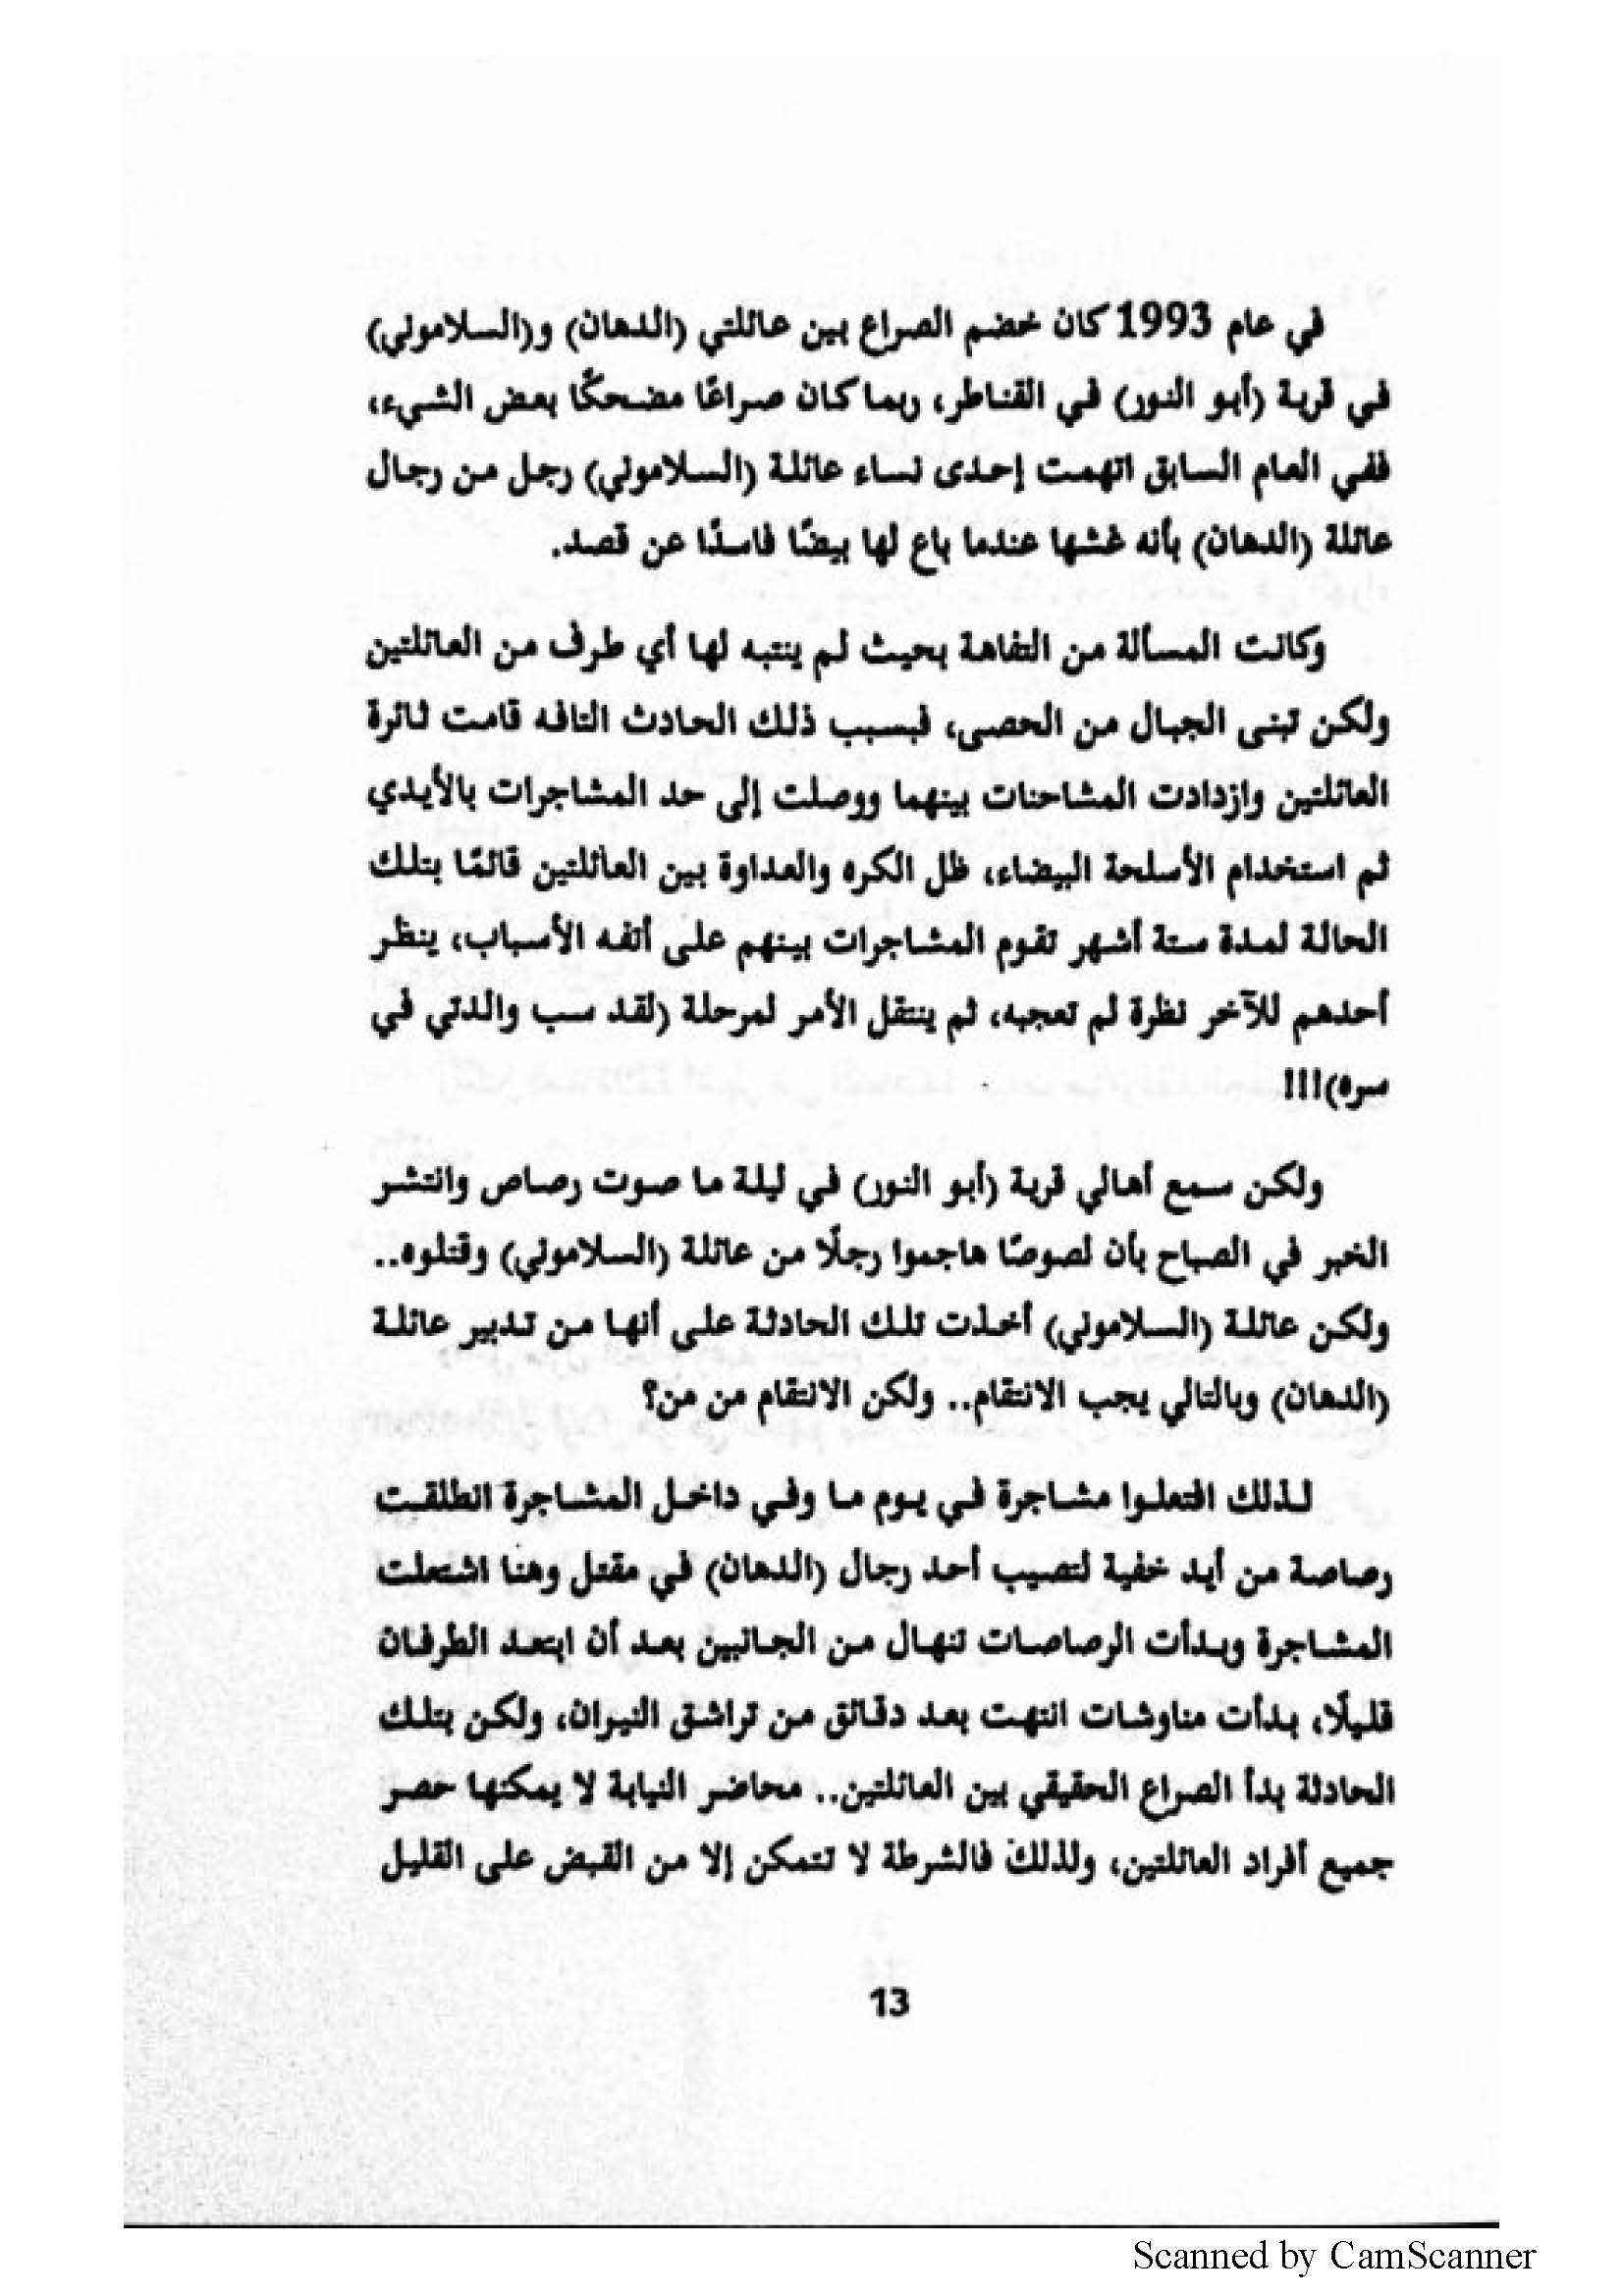 في عام 1993 كان خضم الصراع بين عائلتي (الدهان) و(السلاموني)
في قرية (أبو النور) في القناطر، ربما كان صراعًا مضحكًا بعض الشيء،
ففي العام السابق اتهمت إحدى نساء عائلة (السلاموني) رجل من رجال
عائلة (الدهان) بأنه غشها عندما باع لها بيضًا فاسدًا عن قصد.
وكانت المسألة من التفاهة بحيث لم ينتبه لها أي طرف من العائلتين
ولكن تبنى الجبال من الحصى، فبسبب ذلك الحادث التافه قامت ثائرة
العائلتين وازدادت المشاحنات بينهما ووصلت إلى حد المشاجرات بالأيدي
ثم استخدام الأسلحة البيضاء، ظل الكره والعداوة بين العائلتين قائمًا بتلك
الحالة لمدة ستة أشهر تقوم المشاجرات بينهم على أتفه الأسباب، ينظر
أحدهم للآخر نظرة لم تعجبه، ثم ينتقل الأمر لمرحلة (لقد سب والدتي في
سره)!!!
ولكن سمع أهالي قرية (أبو النور) في ليلة ما صوت رصاص وانتشر
الخبر في الصباح بأن لصوصًا هاجموا رجلًا من عائلة (السلاموني) وقتلوه..
ولكن عائلة (السلاموني) أخذت تلك الحادثة على أنها من تدبير عائلة
(الدهان) وبالتالي يجب الانتقام.. ولكن الانتقام من من؟
لذلك افتعلوا مشاجرة في يوم ما وفي داخل المشاجرة انطلقت
رصاصة من أيد خفية لتصيب أحد رجال (الدهان) في مقتل وهنا اشتعلت
المشاجرة وبدأت الرصاصات تنهال من الجانبين بعد أن ابتعد الطرفان
قليلًا، بدأت مناوشات انتهت بعد دقائق من تراشق النيران، ولكن بتلك
الحادثة بدأ الصراع الحقيقي بين العائلتين.. محاضر النيابة لا يمكنها حصر
جميع أفراد العائلتين، ولذلك فالشرطة لا تتمكن إلا من القبض على القليل
13
Scanned by CamScanner